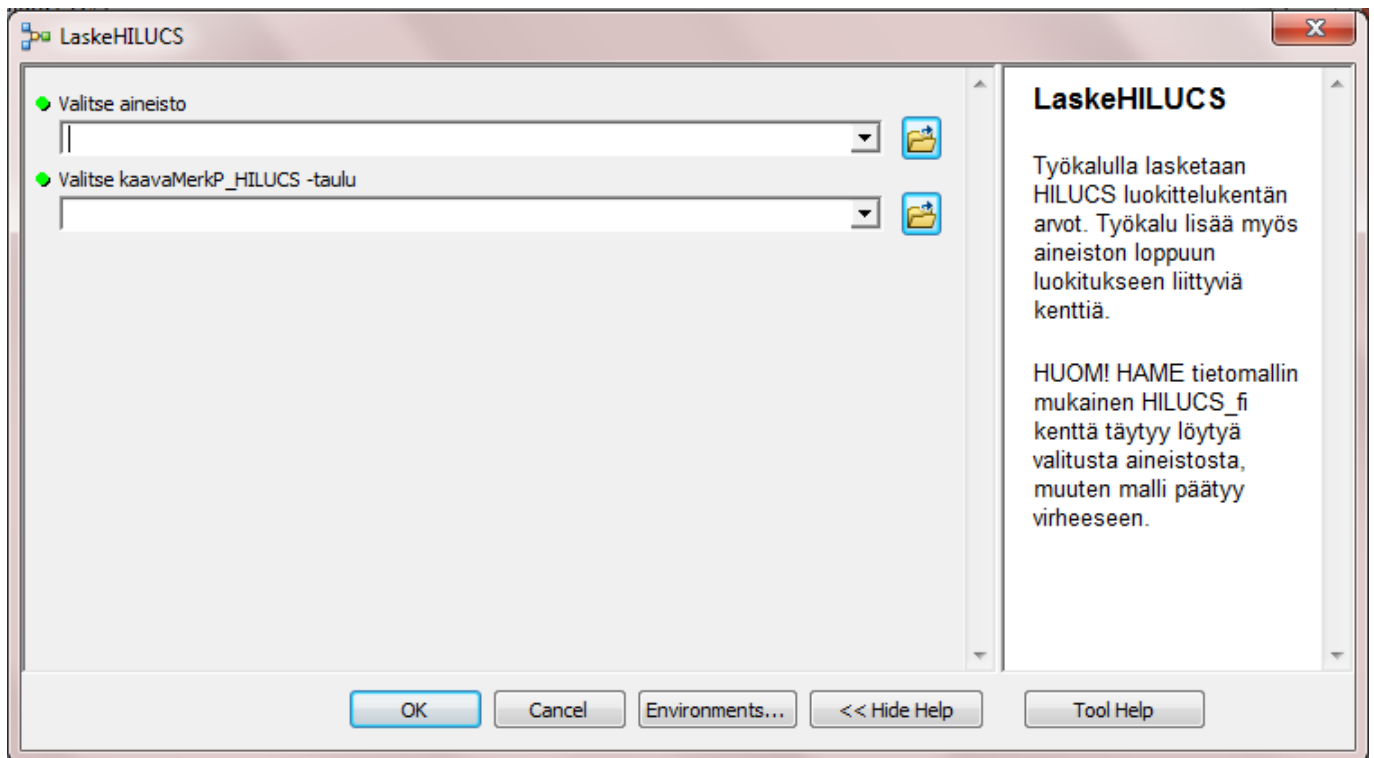 LaskeHILUCS
Valitse aineisto
Valitse kaavaMerkP_HILUCS -taulu
LaskeHILUCS
Työkalulla lasketaan
HILUCS luokittelukentän
arvot. Työkalu lisää myös
aineiston loppuun
luokitukseen liittyviä
kenttiä.
HUOM! HAME tietomallin
mukainen HILUCS_fi
kenttä täytyy löytyä
valitusta aineistosta,
muuten malli päätyy
virheeseen.
OK Cancel Environments... << Hide Help Tool Help